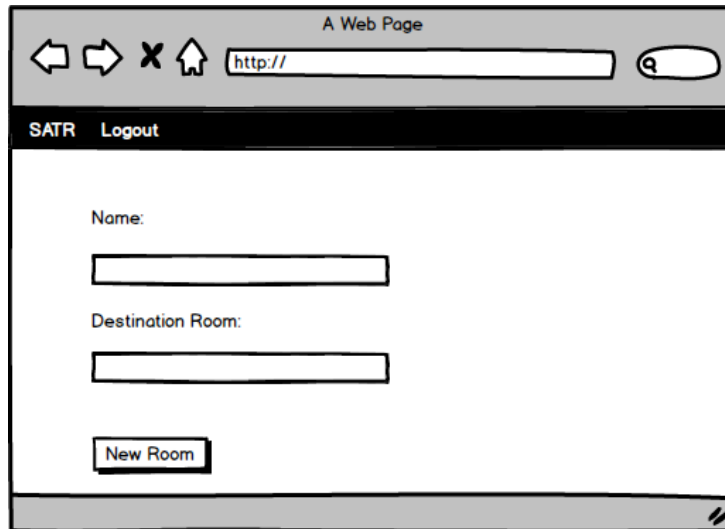 A Web Page
http://
SATR Logout
Name:
Destination Room:
New Room